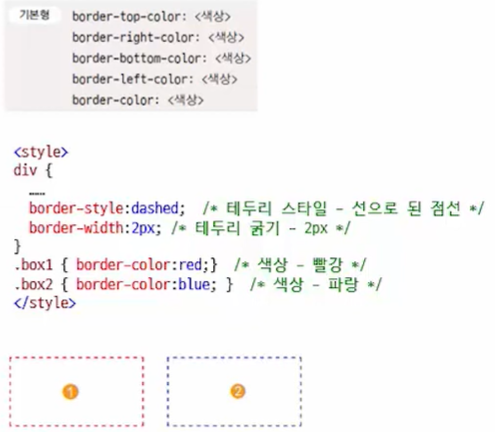 기본형
border-top-color: <색상>
border-right-color: <색상>
border-bottom-color: <색상>
border-left-color: <색상>
border-color: <색상>
<style>
div {
……
border-style:dashed; /* 테두리 스타일 - 선으로 된 점선 */
border-width:2px; /* 테두리 굵기 - 2px */
}
.box1 { border-color:red;} /* 색상 - 빨강 */
.box2 { border-color:blue; } /* 색상 - 파랑 */
</style>
1
2